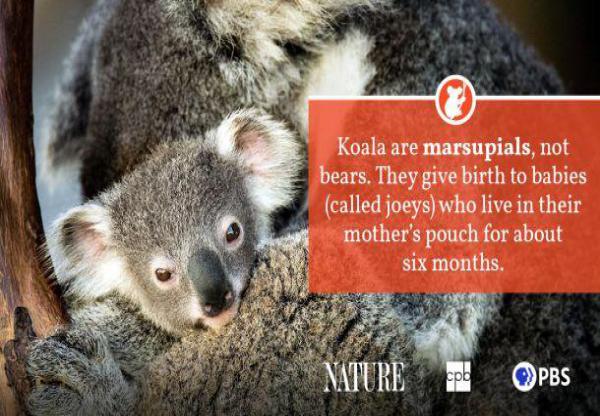 Koala are marsupials, not
bears. They give birth to babies
(called joeys) who live in their
mother's pouch for about
six months.
NATURE
cpb
PBS